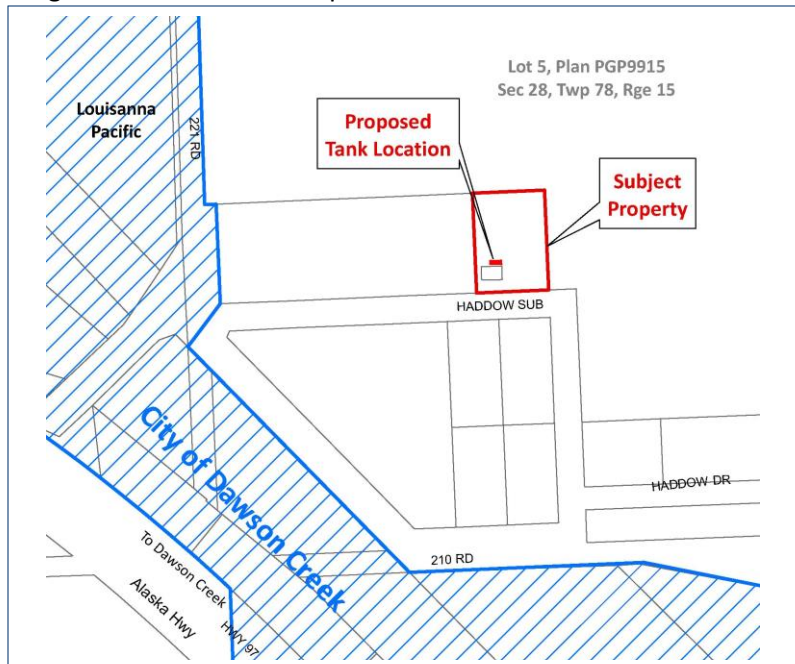 Lot 5, Plan PGP9915
Sec 28, Twp 78, Rge 15
Louisanna
Pacific
221 RD
Proposed
Tank Location
Subject
Property
HADDOW SUB
City of Dawson Creek
HADDOW DR
210 RD
To Dawson Creek
Alaska Hwy
HWY 97